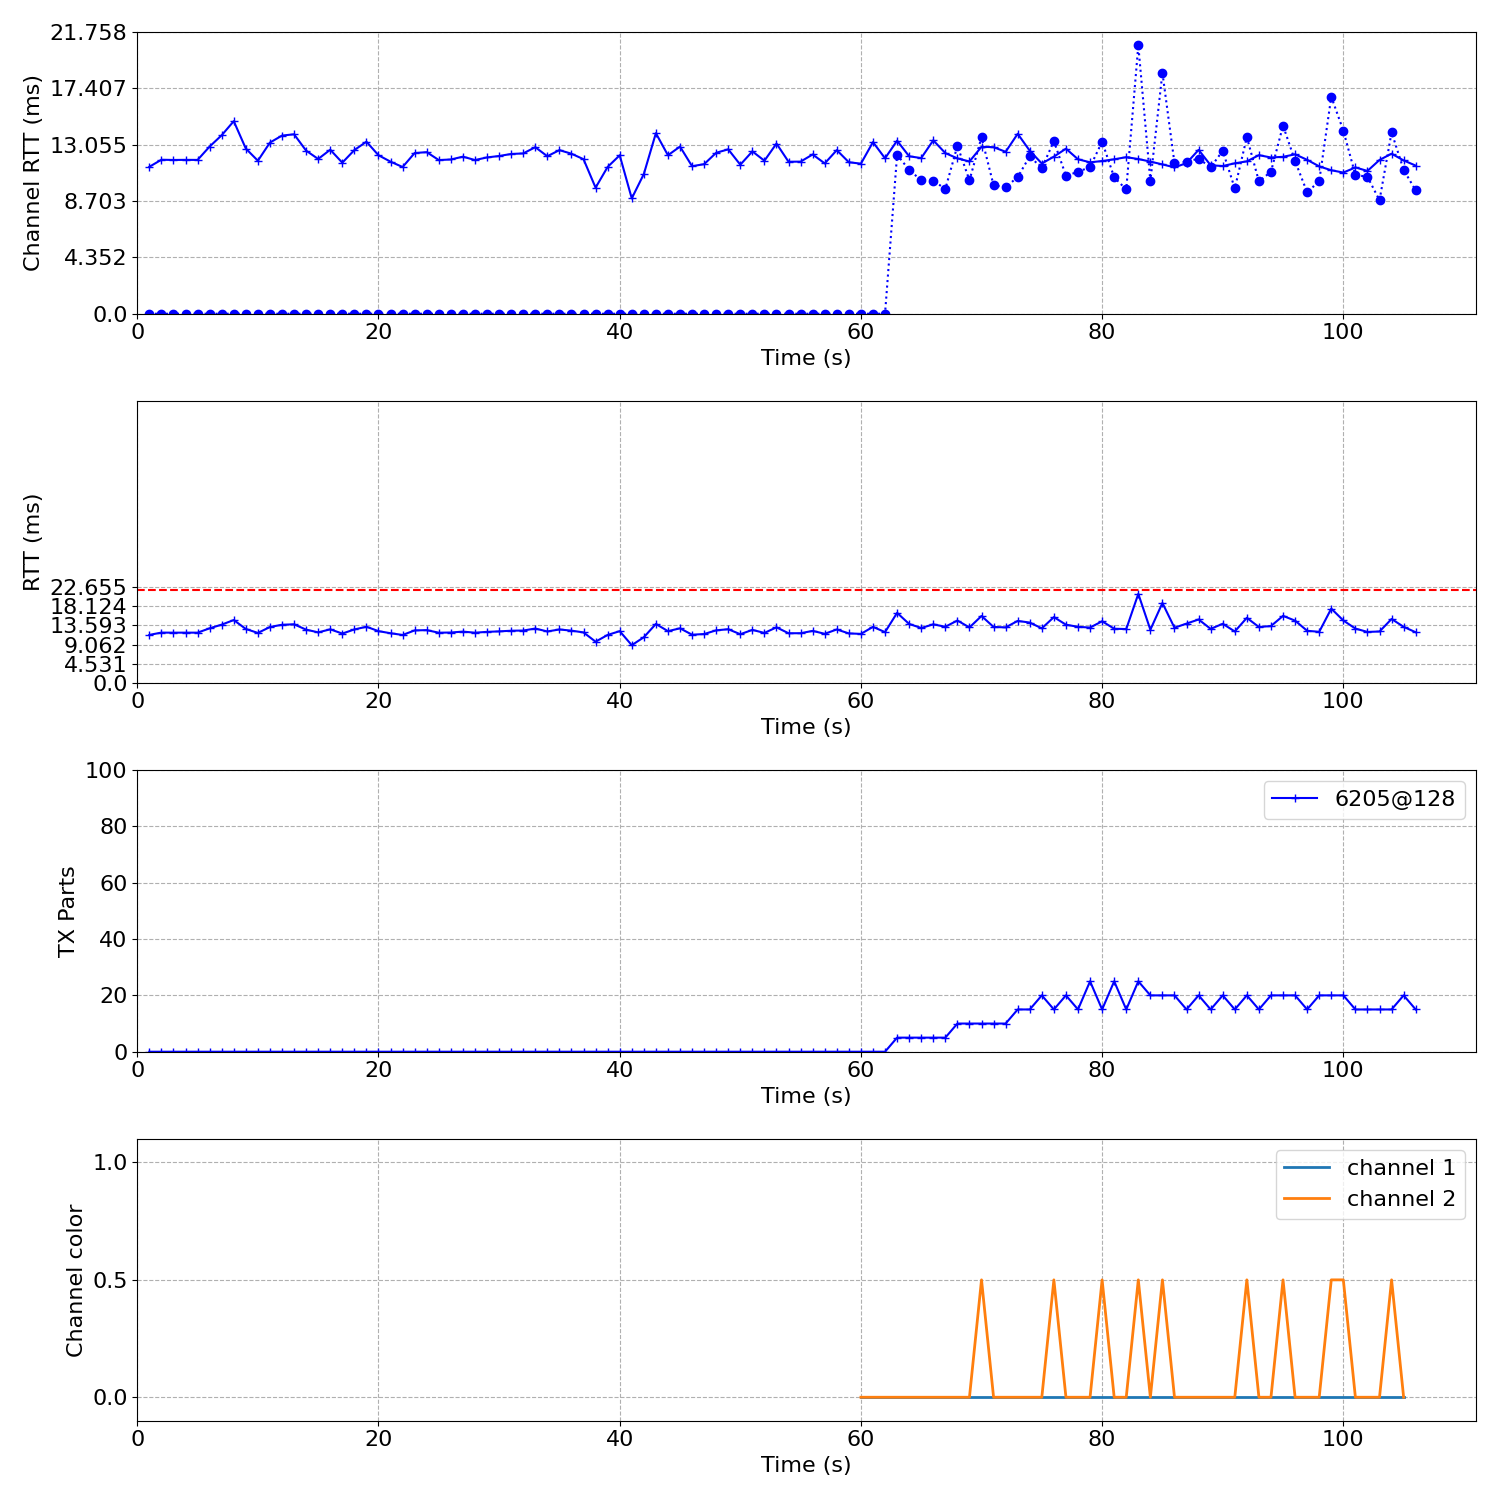 21.758
17.407
13.055
8.703
4.352
0.0
Channel RTT (ms)
0 20 40 60 80 100
Time (s)
22.655
18.124
13.593
9.062
4.531
0.0
RTT (ms)
0 20 40 60 80 100
Time (s)
100
80
60
40
20
0
TX Parts
6205@128
0 20 40 60 80 100
Time (s)
1.0
0.5
0.0
Channel color
channel 1
channel 2
0 20 40 60 80 100
Time (s)